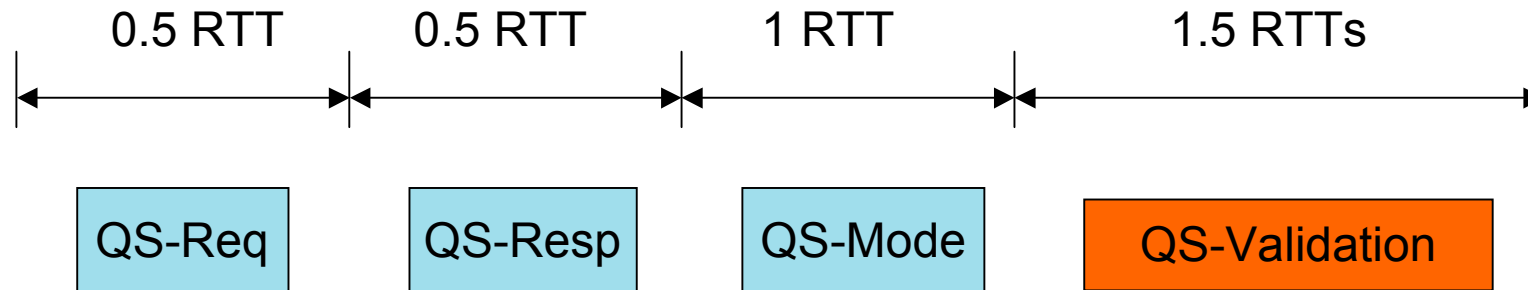 0.5 RTT 0.5 RTT 1 RTT 1.5 RTTs
QS-Req QS-Resp QS-Mode QS-Validation